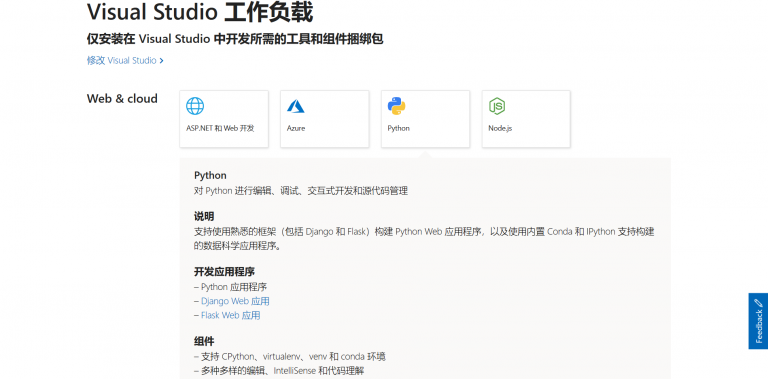 Visual Studio 工作负载
仅安装在 Visual Studio 中开发所需的工具和组件捆绑包
修改 Visual Studio >
Web & cloud
ASP.NET 和 Web 开发
Azure
Python
Node.js
Python
对 Python 进行编辑、调试、交互式开发和源代码管理
说明
支持使用熟悉的框架（包括 Django 和 Flask）构建 Python Web 应用程序，以及使用内置 Conda 和 IPython 支持构建
的数据科学应用程序。
开发应用程序
– Python 应用程序
– Django Web 应用
– Flask Web 应用
组件
– 支持 CPython、virtualenv、venv 和 conda 环境
– 多种多样的编辑、IntelliSense 和代码理解
Feedback